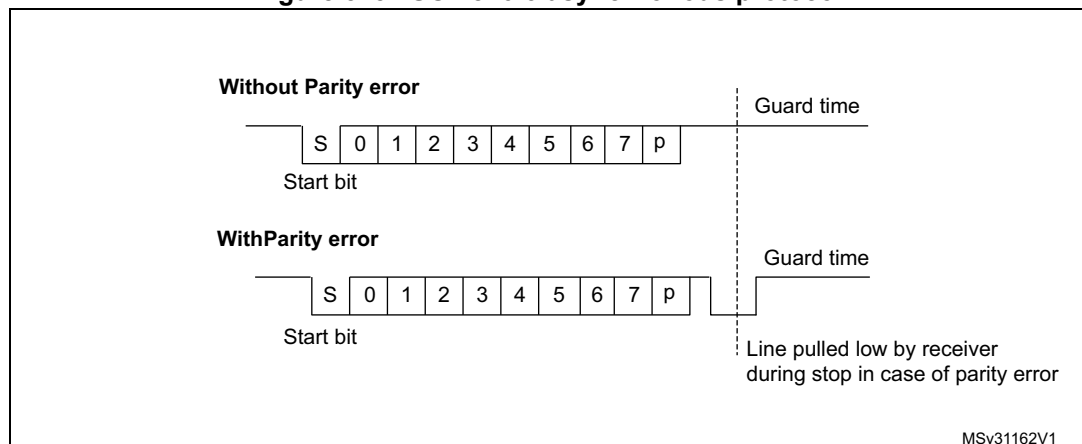 Without Parity error
Guard time
S 0 1 2 3 4 5 6 7 p
Start bit
WithParity error
Guard time
S 0 1 2 3 4 5 6 7 p
Start bit
Line pulled low by receiver
during stop in case of parity error
MSv31162V1